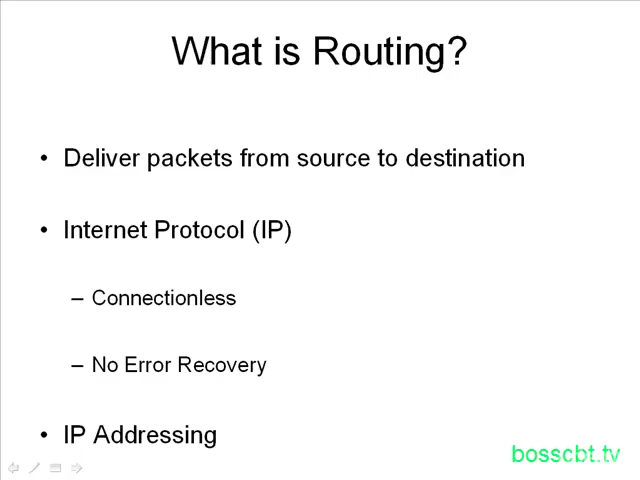 What is Routing?
• Deliver packets from source to destination
• Internet Protocol (IP)
– Connectionless
– No Error Recovery
• IP Addressing
bosscbt.tv